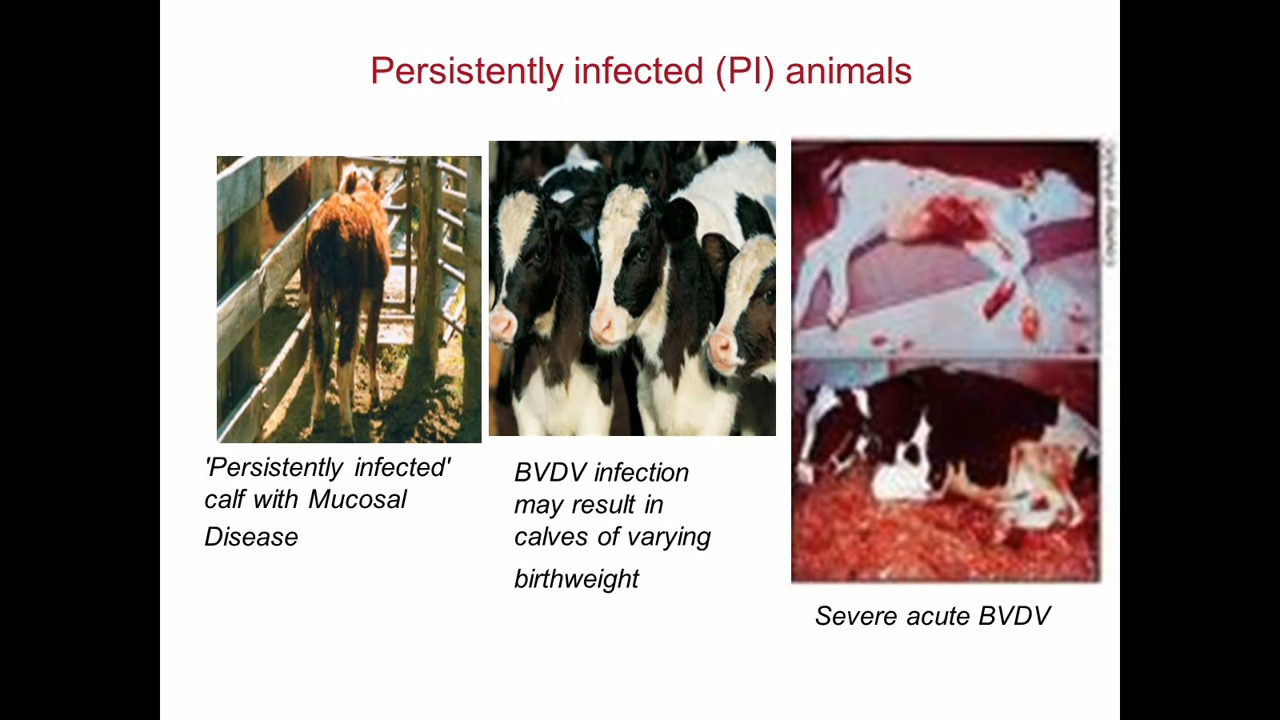 Persistently infected (PI) animals
'Persistently infected'
calf with Mucosal
Disease
BVDV infection
may result in
calves of varying
birthweight
Severe acute BVDV